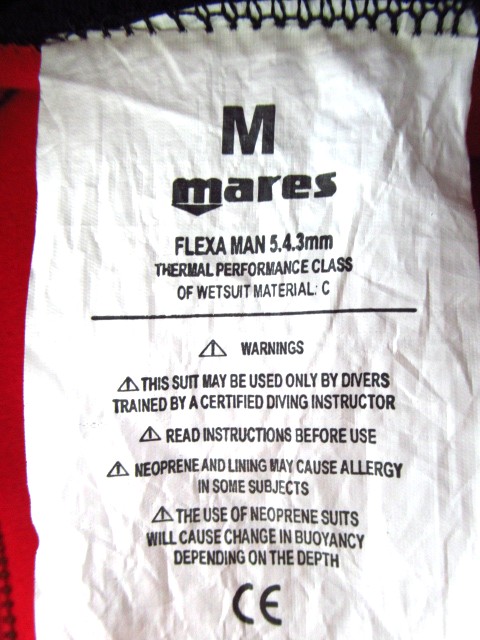 M
mares
FLEXA MAN 5.4.3mm
THERMAL PERFORMANCE CLASS
OF WETSUIT MATERIAL: C
⚠ WARNINGS
⚠ THIS SUIT MAY BE USED ONLY BY DIVERS
TRAINED BY A CERTIFIED DIVING INSTRUCTOR
⚠ READ INSTRUCTIONS BEFORE USE
⚠ NEOPRENE AND LINING MAY CAUSE ALLERGY
IN SOME SUBJECTS
⚠ THE USE OF NEOPRENE SUITS
WILL CAUSE CHANGE IN BUOYANCY
DEPENDING ON THE DEPTH
CE